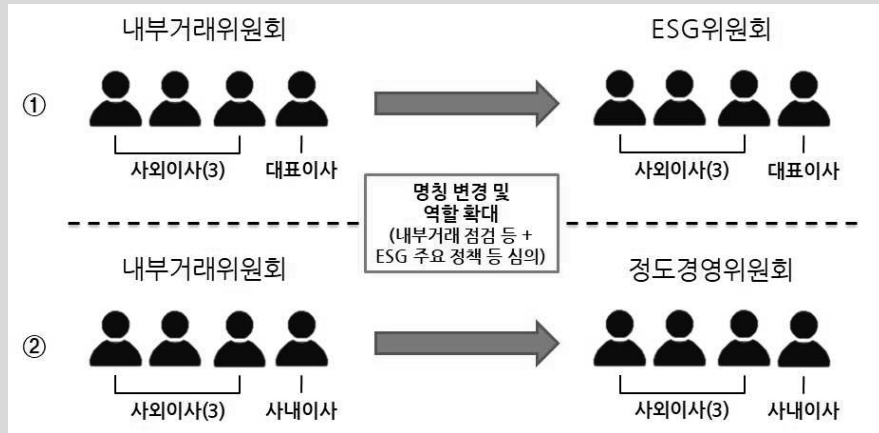 내부거래위원회
ESG위원회
①
사외이사(3) 대표이사
사외이사(3) 대표이사
명칭 변경 및
역할 확대
(내부거래 점검 등 +
ESG 주요 정책 등 심의)
내부거래위원회
정도경영위원회
②
사외이사(3) 사내이사
사외이사(3) 사내이사